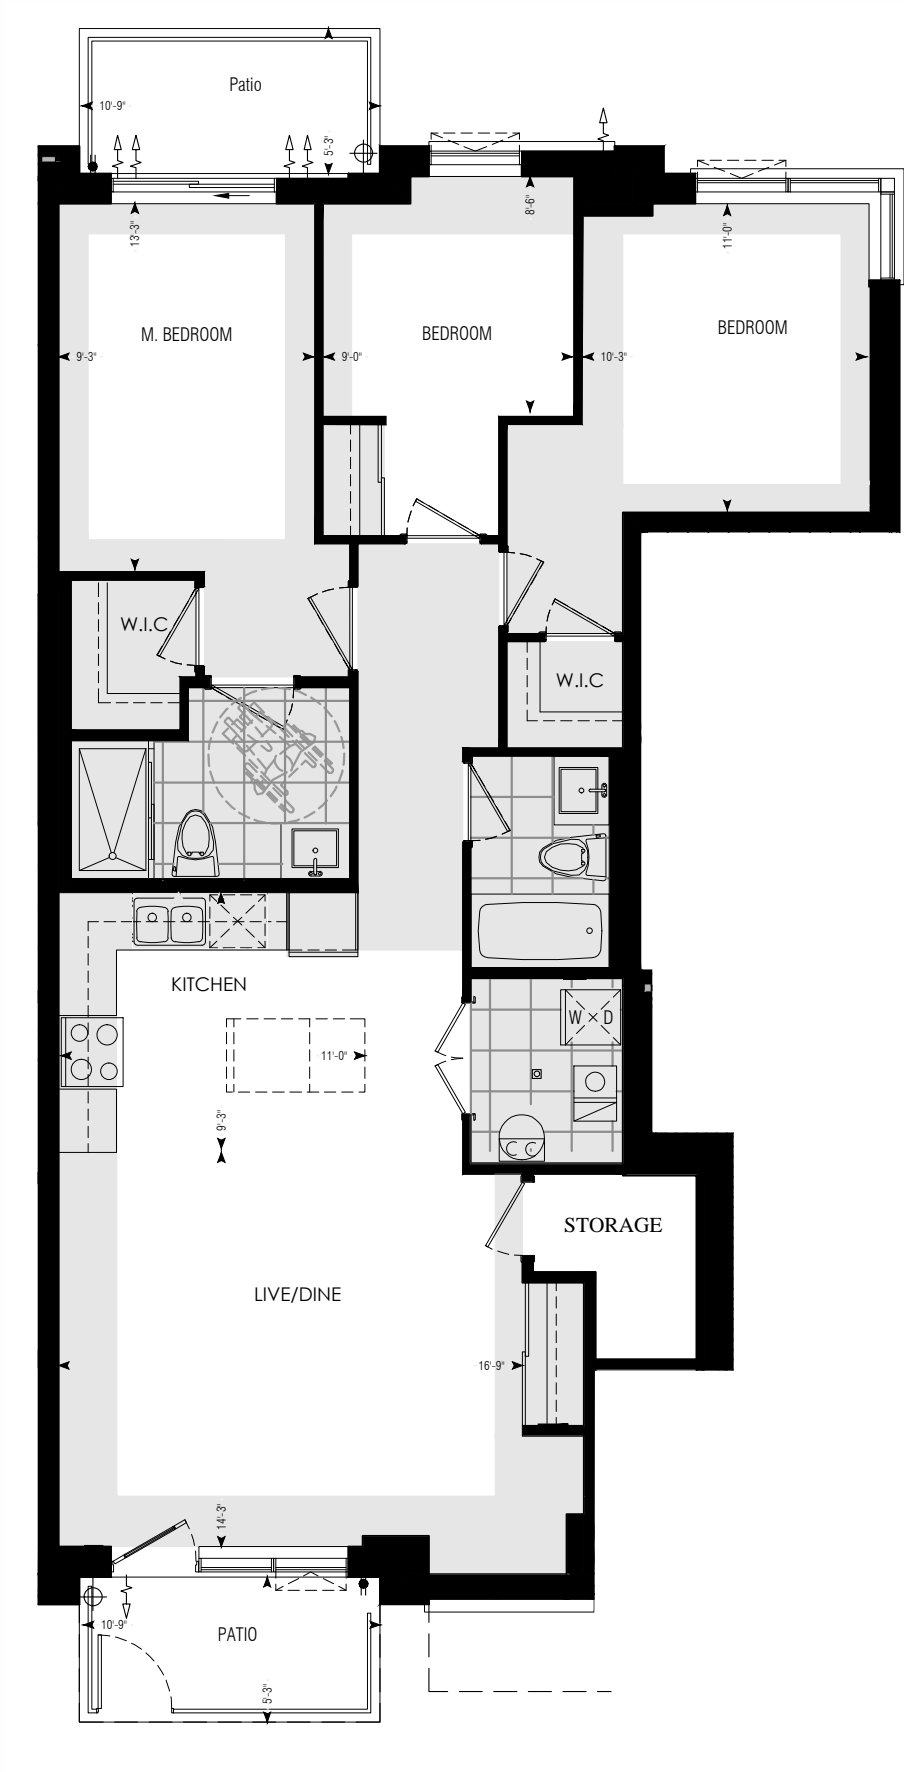 Patio
10'-9"
5'-3"
13'-3"
8'-6"
11'-0"
M. BEDROOM
BEDROOM
BEDROOM
9'-3"
9'-0"
10'-3"
W.I.C
W.I.C
KITCHEN
W D
11'-0"
9'-3"
C C
STORAGE
LIVE/DINE
16'-9"
14'-3"
10'-9"
PATIO
5'-3"